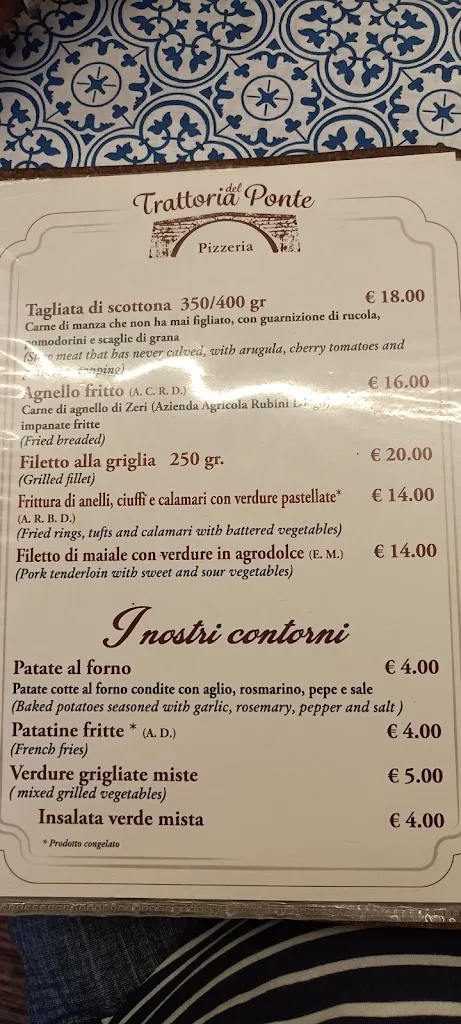 Trattoria del Ponte
Pizzeria
Tagliata di scottona 350/400 gr € 18.00
Carne di manza che non ha mai figliato, con guarnizione di rucola,
pomodorini e scaglie di grana
meat that has never calved, with arugula, cherry tomatoes and
Agnello fritto (A. C. R. D.) € 16.00
Carne di agnello di Zeri (Azienda Agricola Rubini
impanate fritte
(Fried breaded)
Filetto alla griglia 250 gr. € 20.00
(Grilled fillet)
Frittura di anelli, ciuffi e calamari con verdure pastellate* € 14.00
(A. R. B. D.)
(Fried rings, tufts and calamari with battered vegetables)
Filetto di maiale con verdure in agrodolce (E. M.) € 14.00
(Pork tenderloin with sweet and sour vegetables)
I nostri contorni
Patate al forno € 4.00
Patate cotte al forno condite con aglio, rosmarino, pepe e sale
(Baked potatoes seasoned with garlic, rosemary, pepper and salt )
Patatine fritte * (A. D.) € 4.00
(French fries)
Verdure grigliate miste € 5.00
( mixed grilled vegetables)
Insalata verde mista € 4.00
* Prodotto congelato